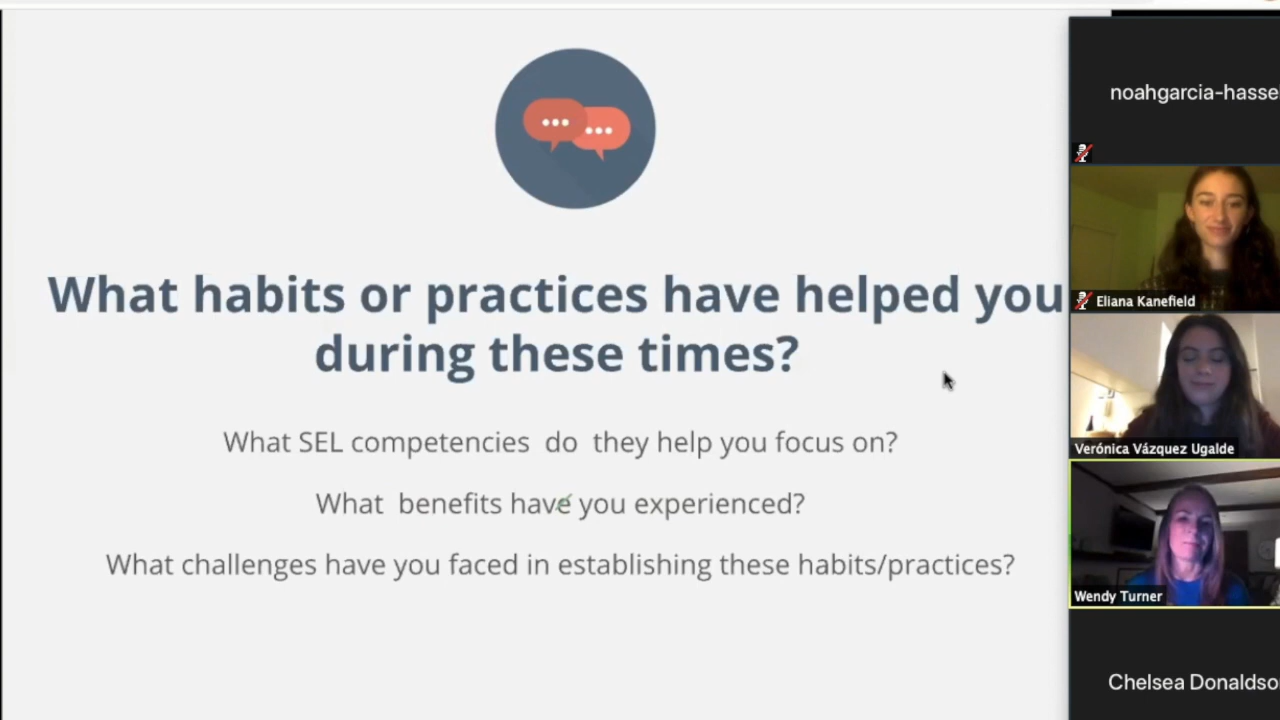 What habits or practices have helped you
during these times?
What SEL competencies do they help you focus on?
What benefits have you experienced?
What challenges have you faced in establishing these habits/practices?
noahgarcia-hasse
Eliana Kanefield
Verónica Vázquez Ugalde
Wendy Turner
Chelsea Donaldso